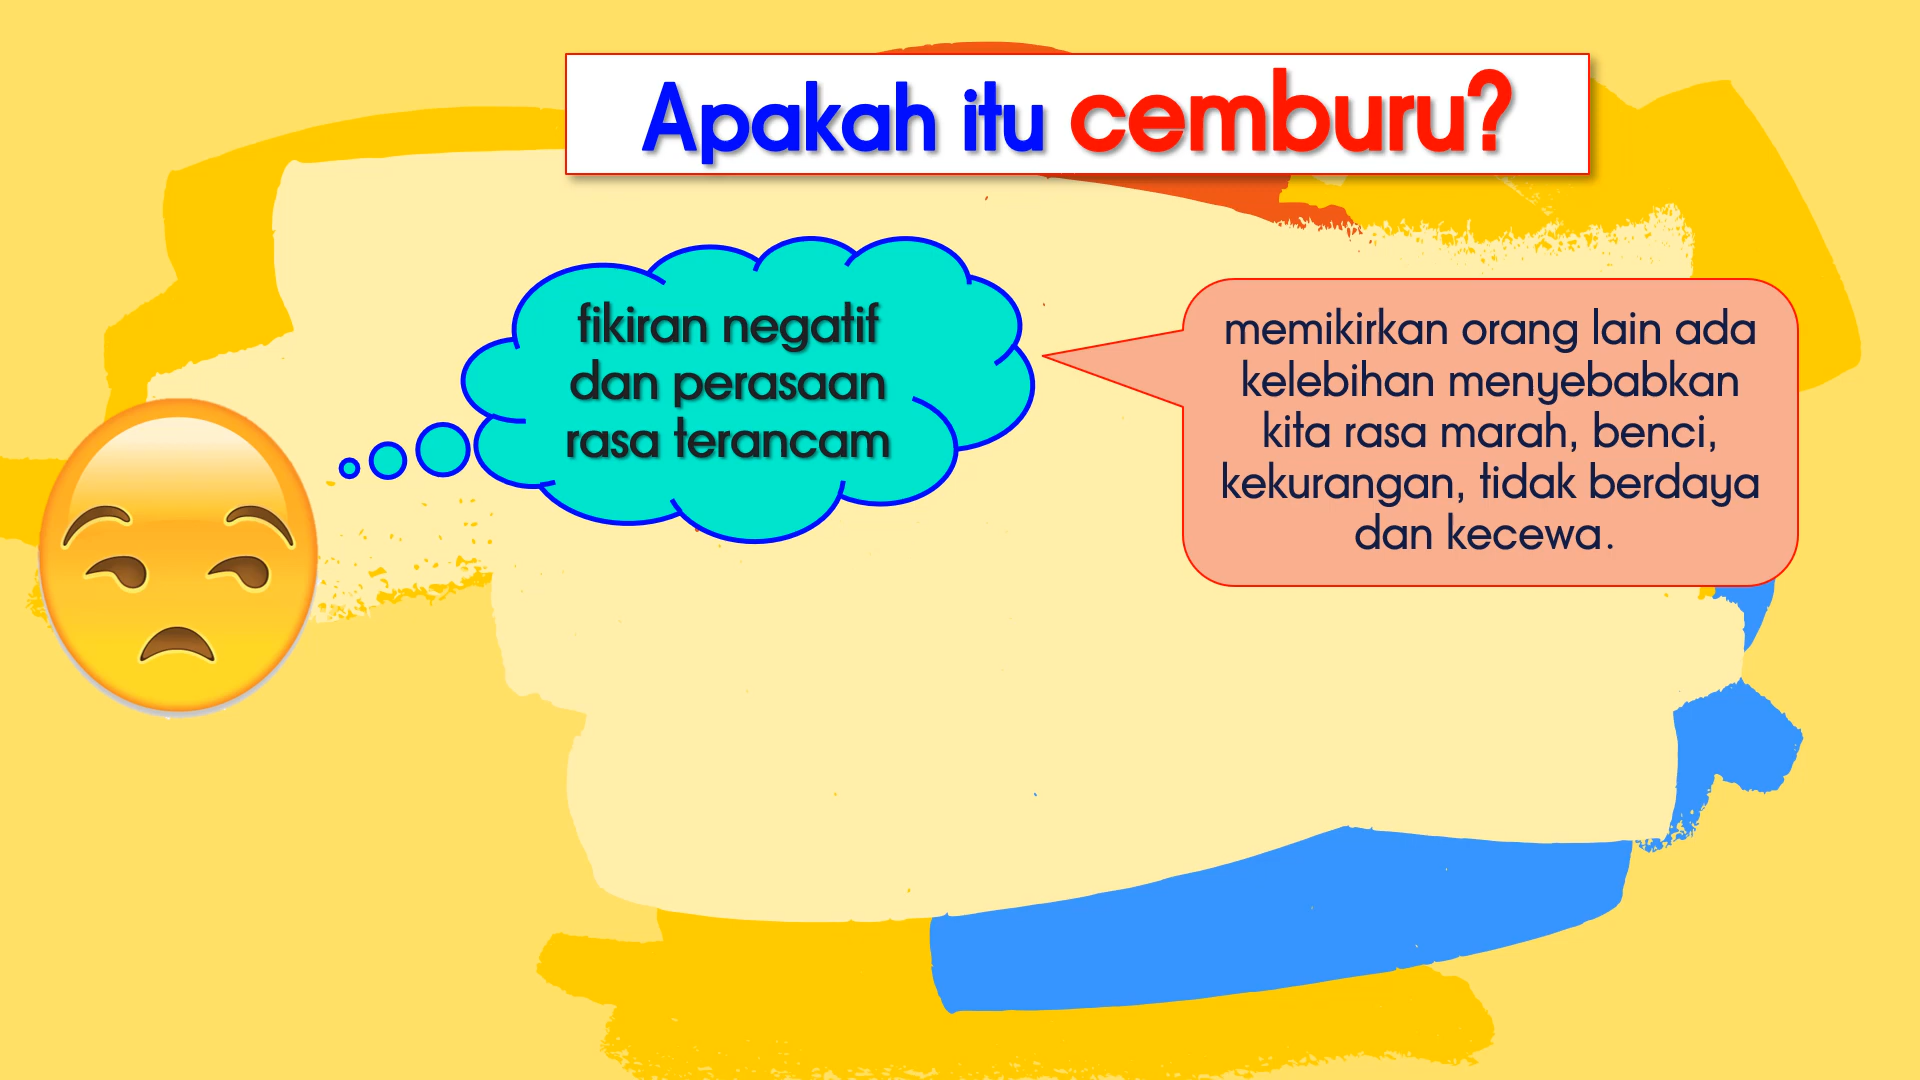 Apakah itu cemburu?
fikiran negatif
dan perasaan
rasa terancam
memikirkan orang lain ada
kelebihan menyebabkan
kita rasa marah, benci,
kekurangan, tidak berdaya
dan kecewa.